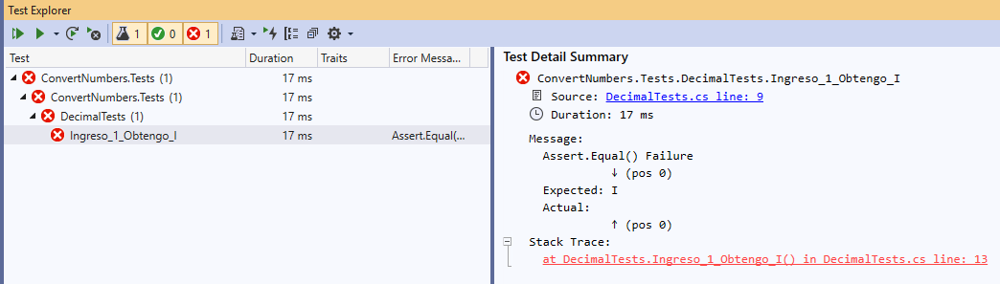 Test Explorer
1 0 1
Test Duration Traits Error Messa...
ConvertNumbers.Tests (1) 17 ms
ConvertNumbers.Tests (1) 17 ms
DecimalTests (1) 17 ms
Ingreso_1_Obtengo_I 17 ms Assert.Equal(...
Test Detail Summary
ConvertNumbers.Tests.DecimalTests.Ingreso_1_Obtengo_I
Source: DecimalTests.cs line: 9
Duration: 17 ms
Message:
Assert.Equal() Failure
↓ (pos 0)
Expected: I
Actual:
↑ (pos 0)
Stack Trace:
at DecimalTests.Ingreso_1_Obtengo_I() in DecimalTests.cs line: 13